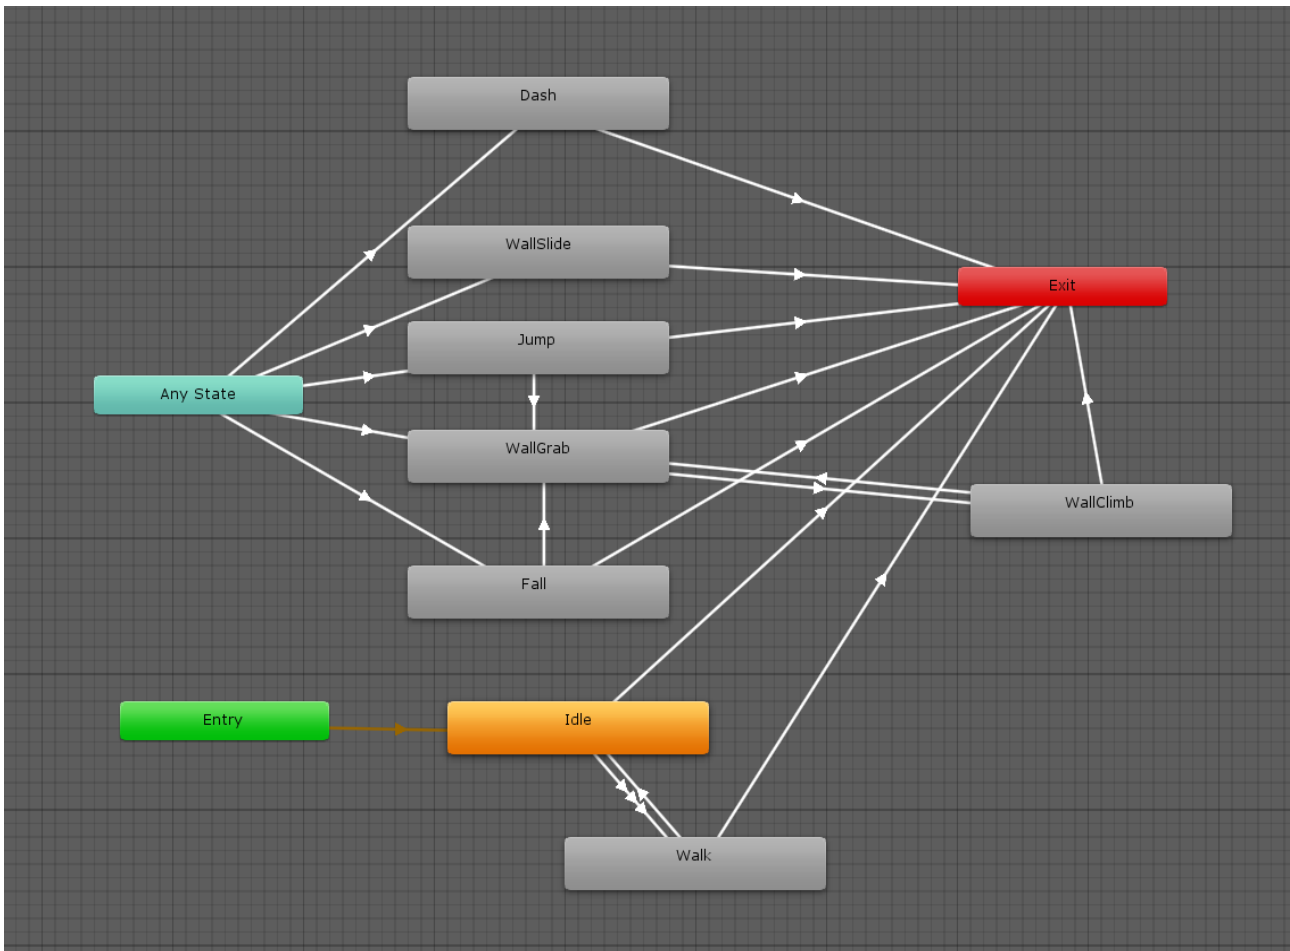 Dash
WallSlide
Exit
Jump
Any State
WallGrab
WallClimb
Fall
Entry
Idle
Walk